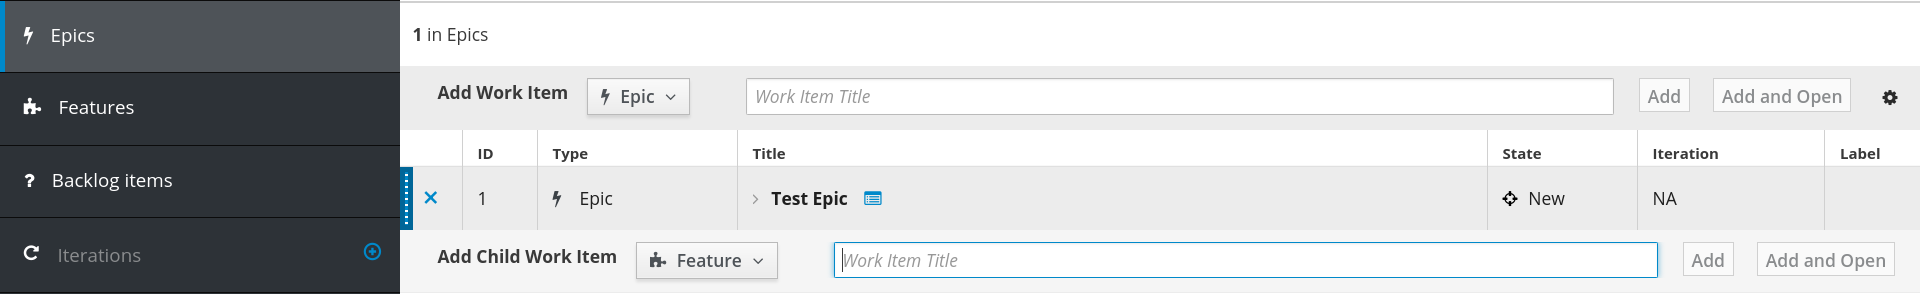 Epics
Features
? Backlog items
Iterations
1 in Epics
Add Work Item Epic Work Item Title Add Add and Open
ID Type Title State Iteration Label
1 Epic Test Epic New NA
Add Child Work Item Feature Work Item Title Add Add and Open